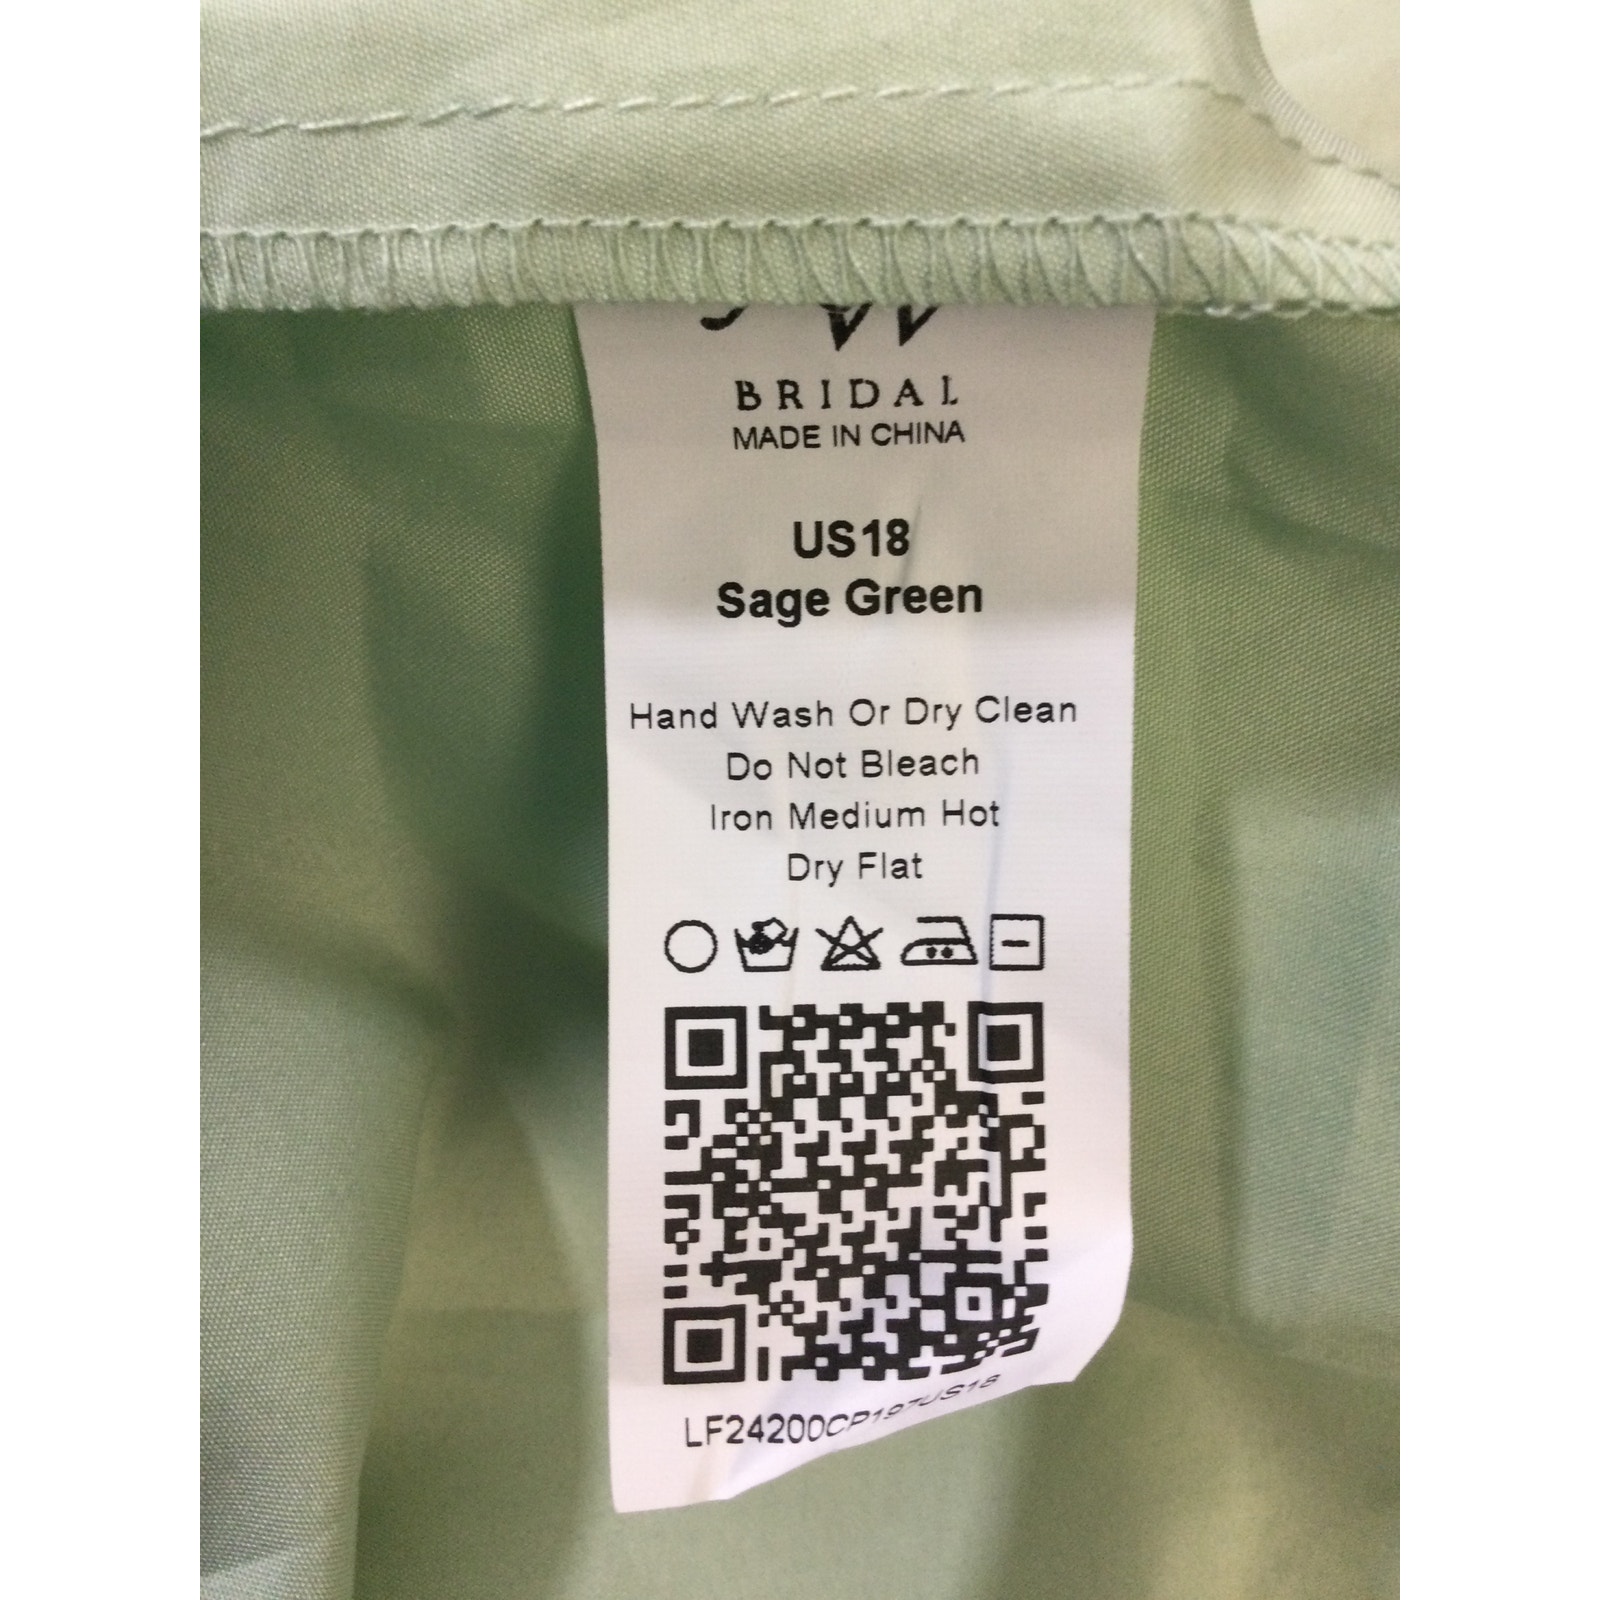 BRIDAL
MADE IN CHINA
US18
Sage Green
Hand Wash Or Dry Clean
Do Not Bleach
Iron Medium Hot
Dry Flat
LF24200CP197US18